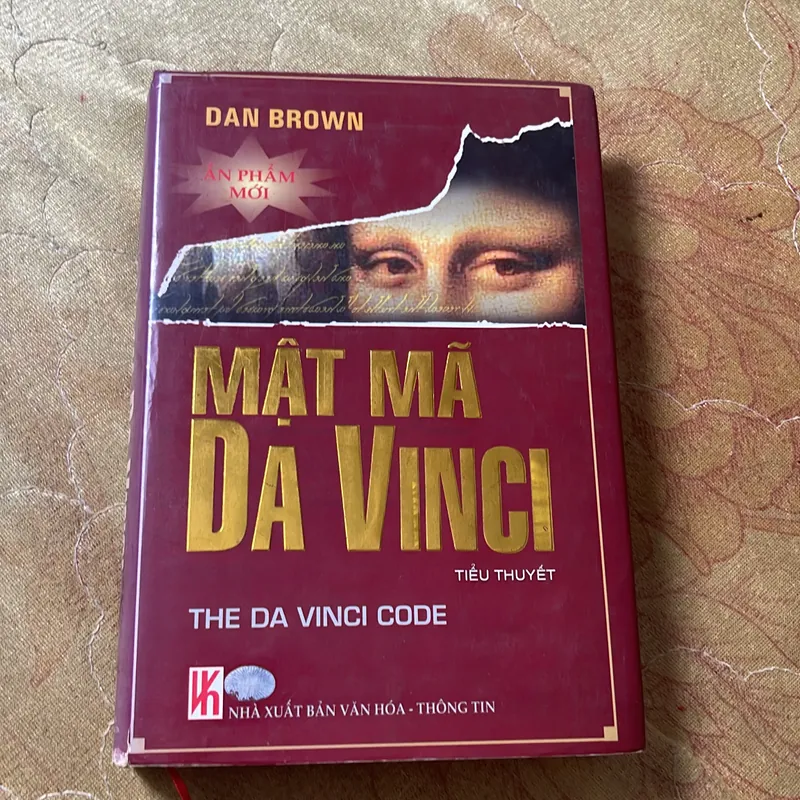 DAN BROWN
ẤN PHẨM
MỚI
MẬT MÃ
DA VINCI
TIỂU THUYẾT
THE DA VINCI CODE
NHÀ XUẤT BẢN VĂN HÓA - THÔNG TIN